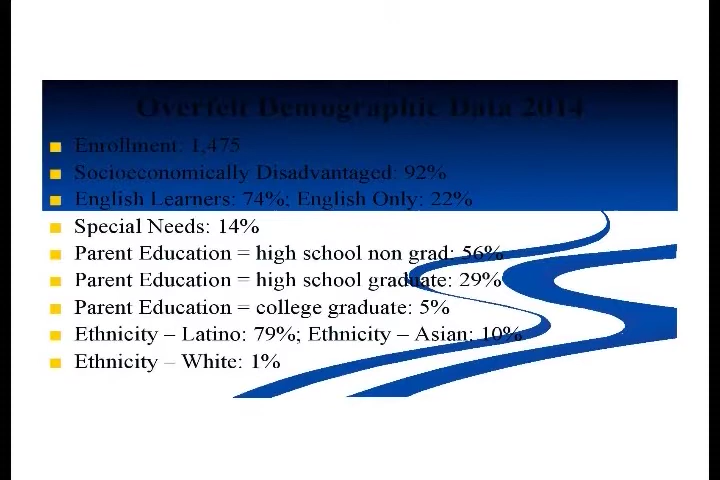 Overfelt Demographic Data 2014
Enrollment: 1,475
Socioeconomically Disadvantaged: 92%
English Learners: 74%; English Only: 22%
Special Needs: 14%
Parent Education = high school non grad: 56%
Parent Education = high school graduate: 29%
Parent Education = college graduate: 5%
Ethnicity – Latino: 79%; Ethnicity – Asian: 10%
Ethnicity – White: 1%